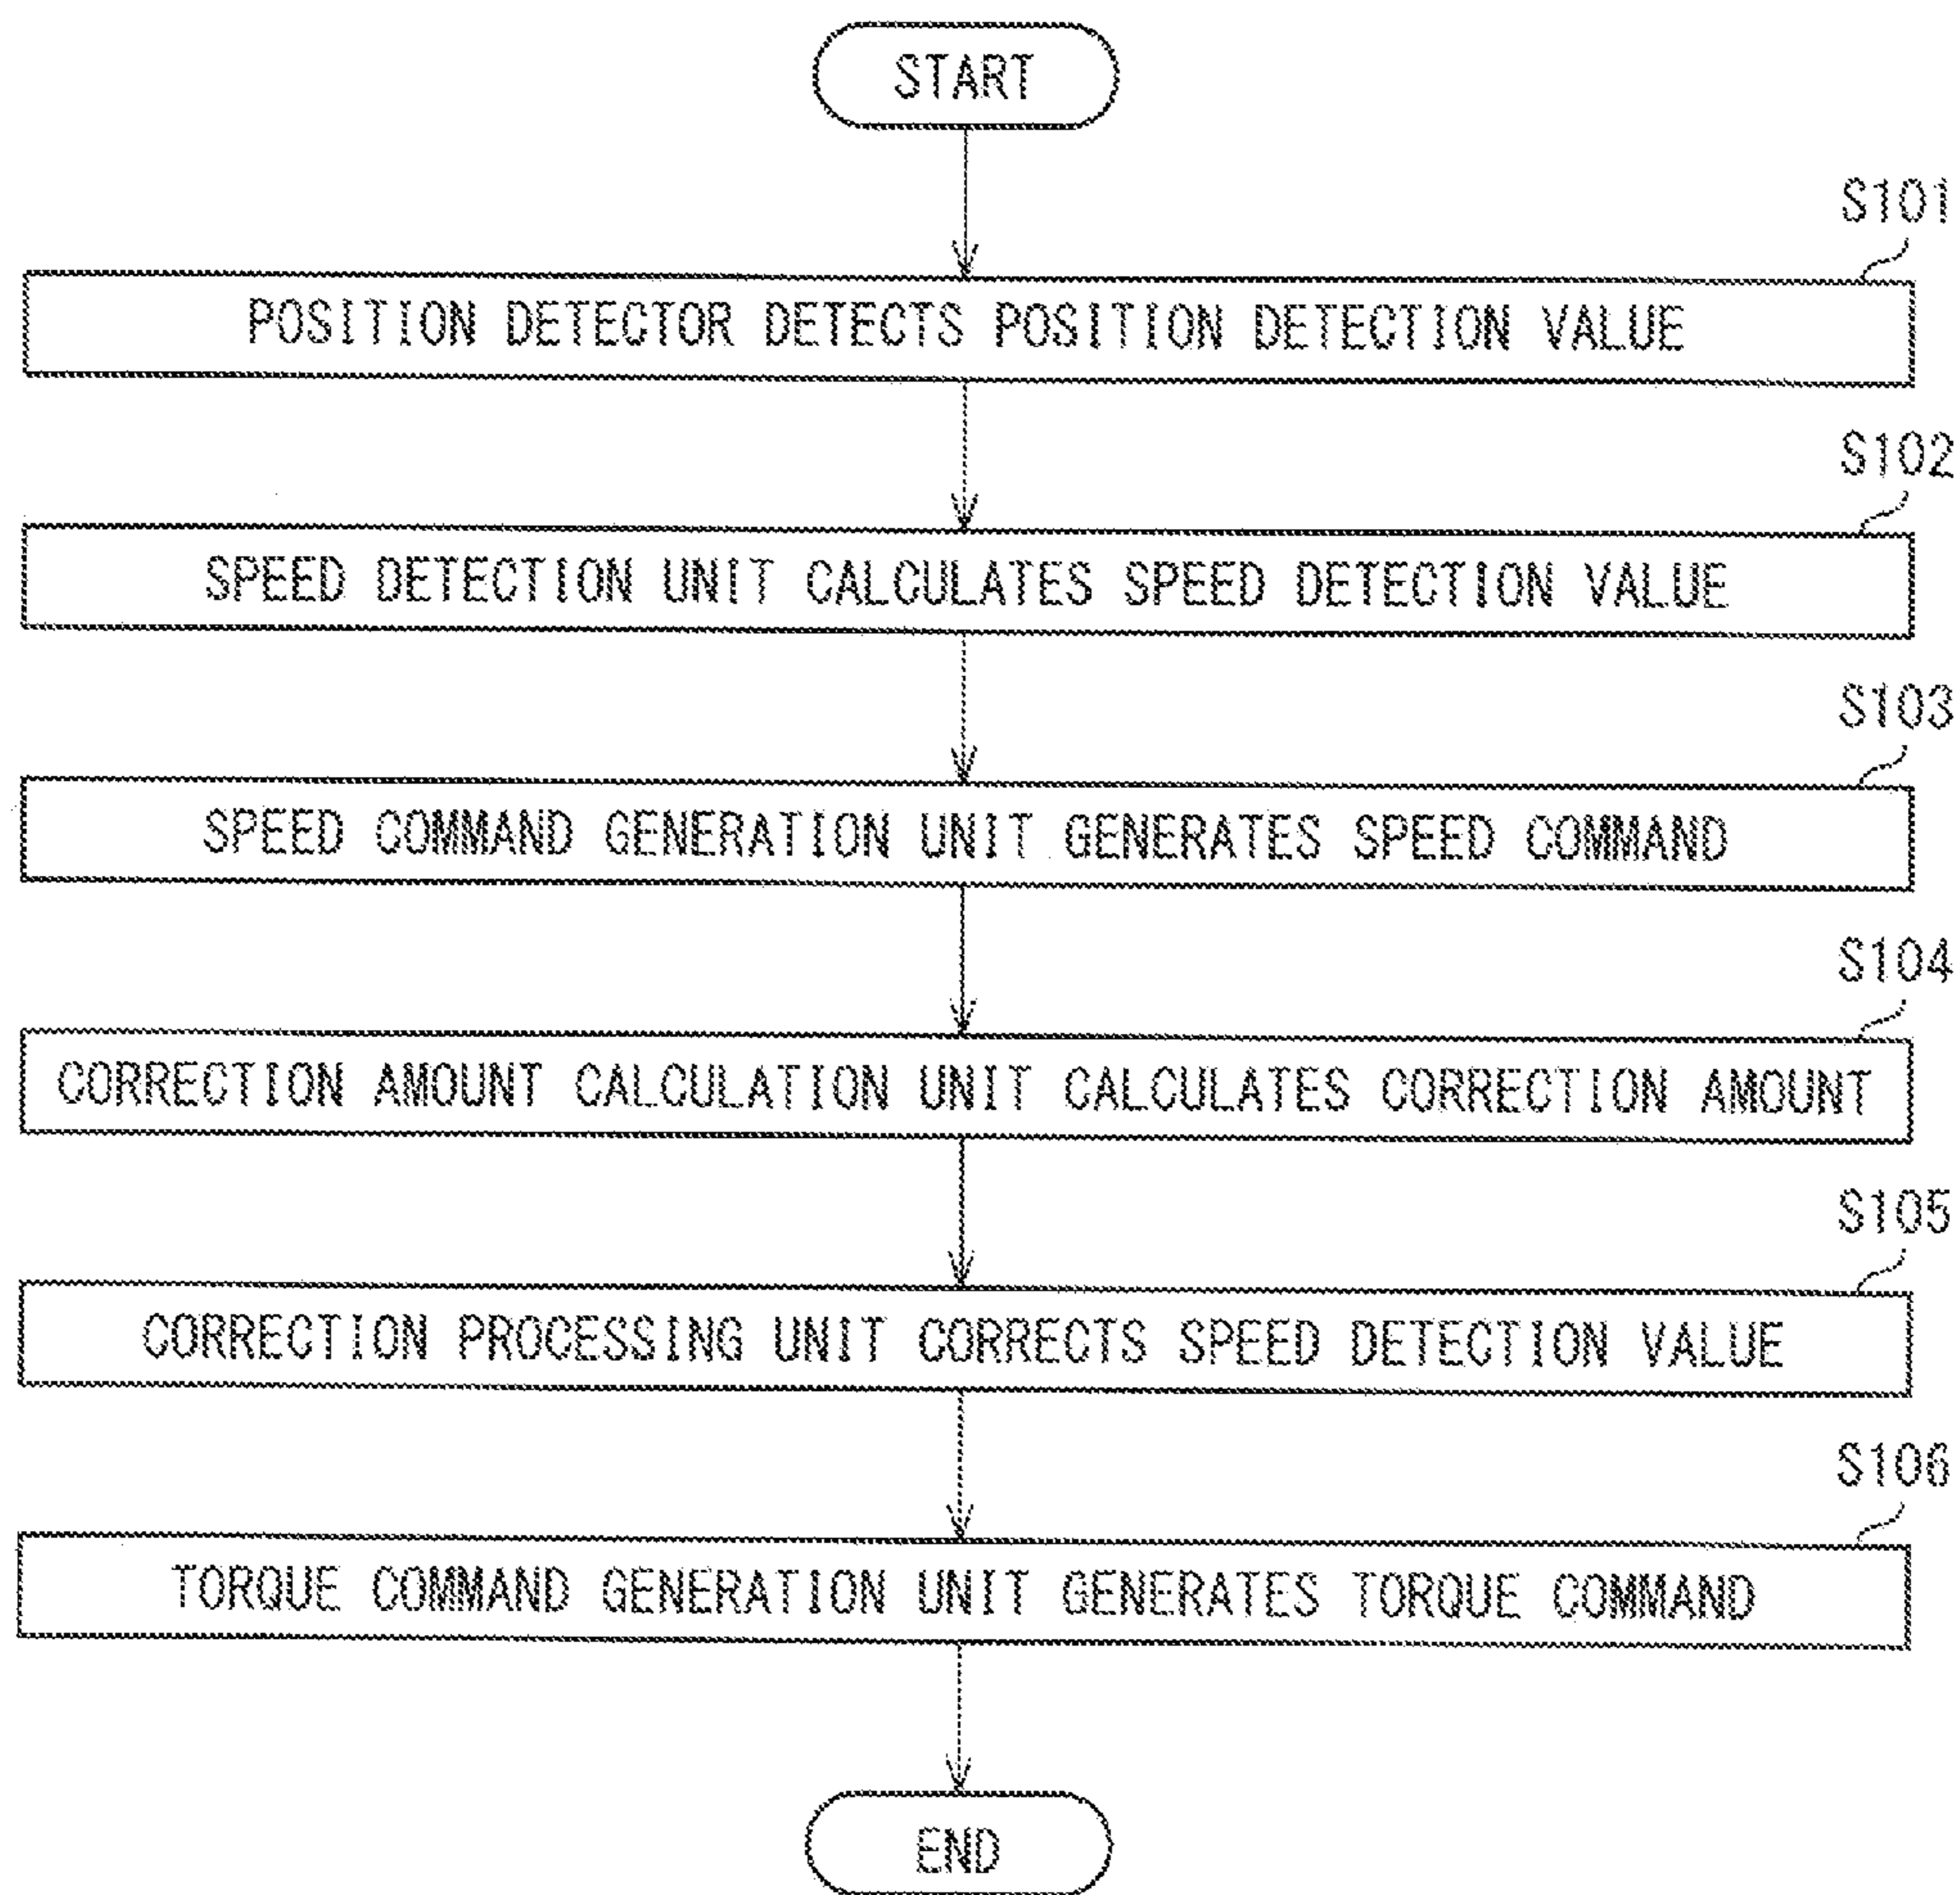 START
S101
POSITION DETECTOR DETECTS POSITION DETECTION VALUE
S102
SPEED DETECTION UNIT CALCULATES SPEED DETECTION VALUE
S103
SPEED COMMAND GENERATION UNIT GENERATES SPEED COMMAND
S104
CORRECTION AMOUNT CALCULATION UNIT CALCULATES CORRECTION AMOUNT
S105
CORRECTION PROCESSING UNIT CORRECTS SPEED DETECTION VALUE
S106
TORQUE COMMAND GENERATION UNIT GENERATES TORQUE COMMAND
END